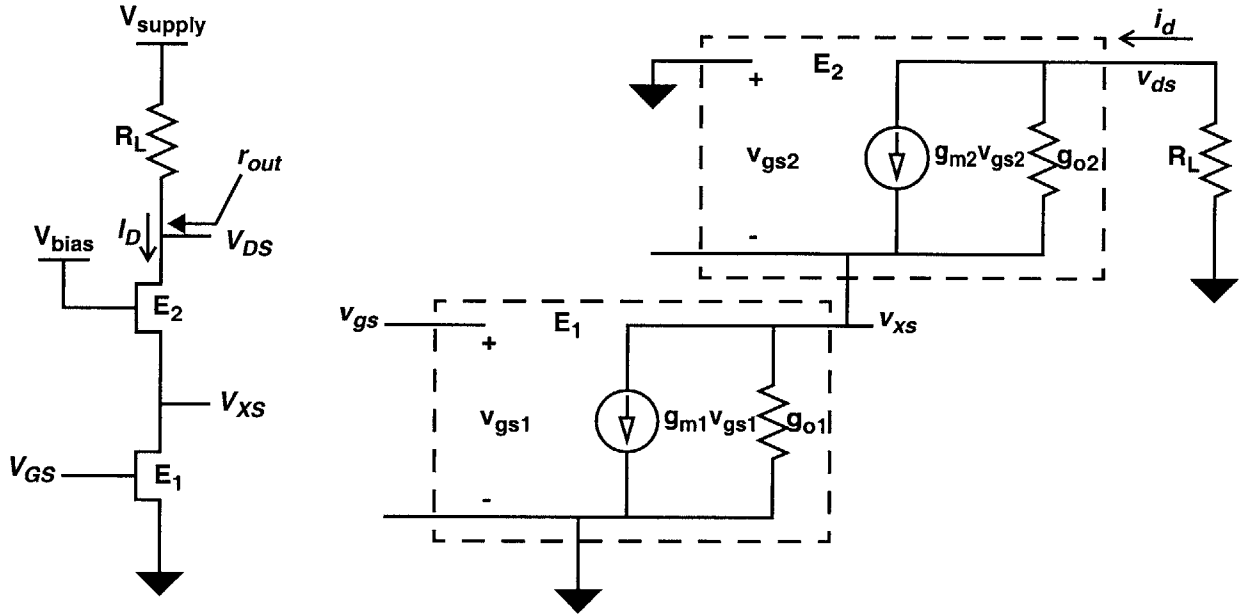 V_supply
R_L
r_out
I_D
V_DS
V_bias
E_2
V_XS
V_GS
E_1
i_d
E_2
+
v_ds
v_gs2
g_m2v_gs2
g_o2
R_L
-
v_gs
E_1
v_xs
+
v_gs1
g_m1v_gs1
g_o1
-